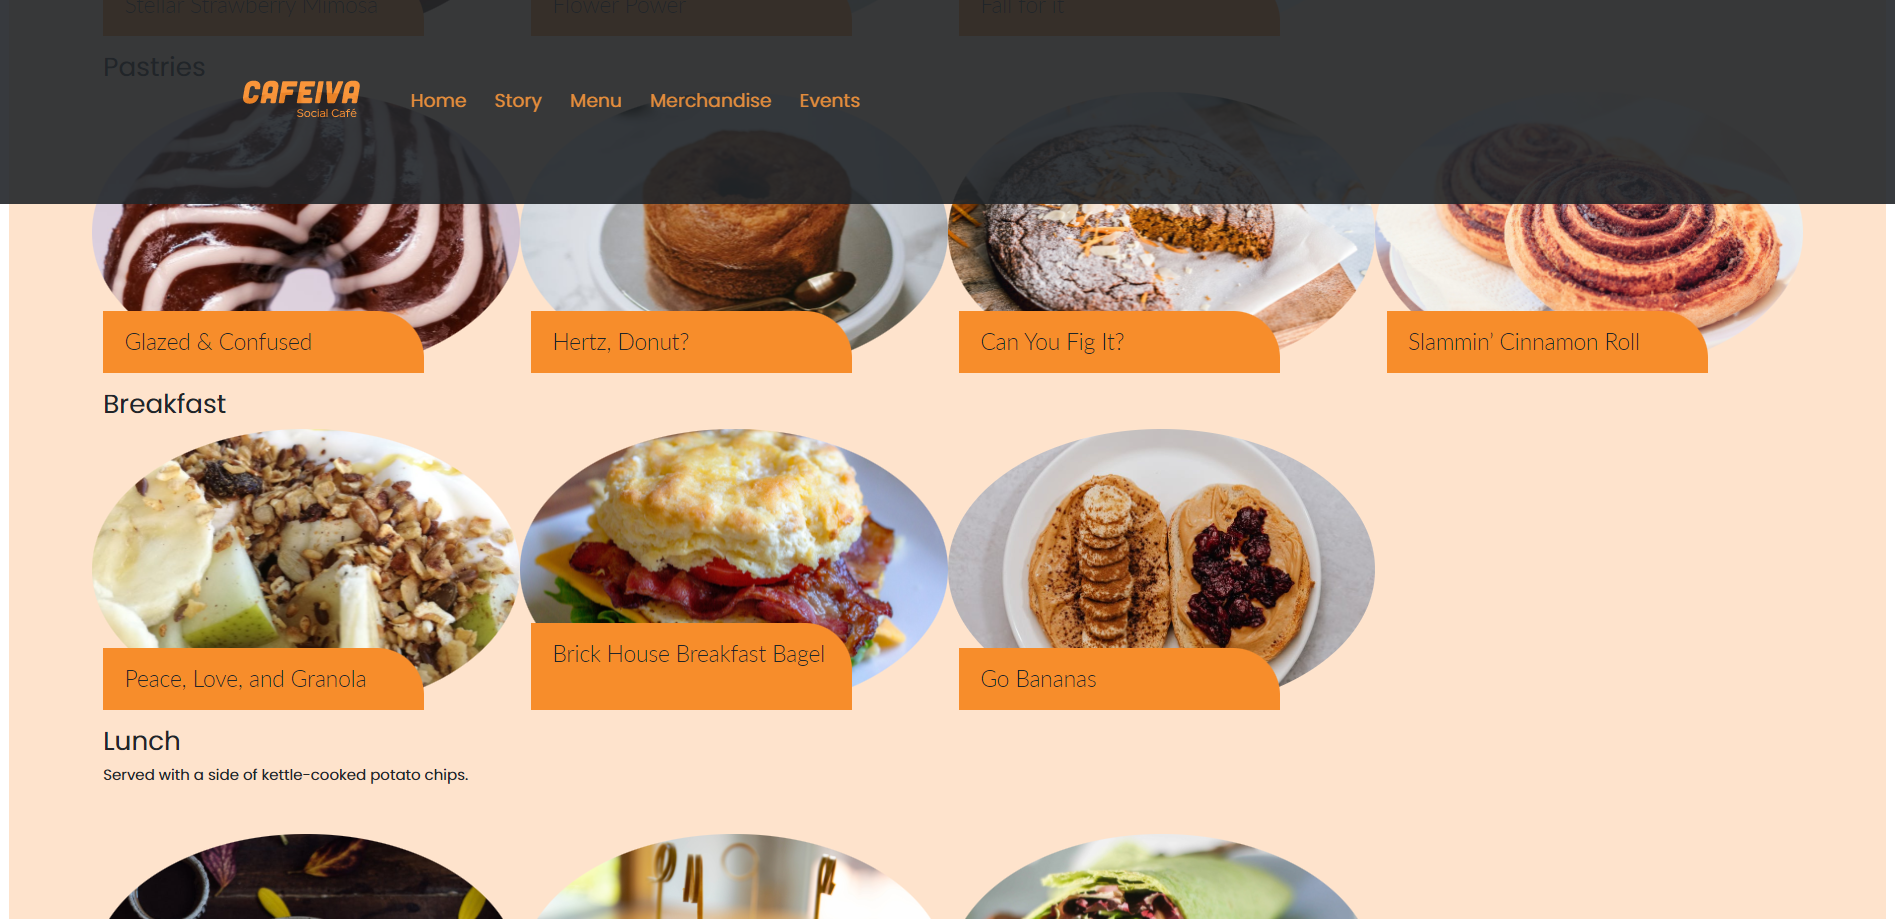 Stellar Strawberry Mimosa
Flower Power
Fall for It
Pastries
CAFEIVA
Social Café
Home
Story
Menu
Merchandise
Events
Glazed & Confused
Hertz, Donut?
Can You Fig It?
Slammin’ Cinnamon Roll
Breakfast
Peace, Love, and Granola
Brick House Breakfast Bagel
Go Bananas
Lunch
Served with a side of kettle-cooked potato chips.